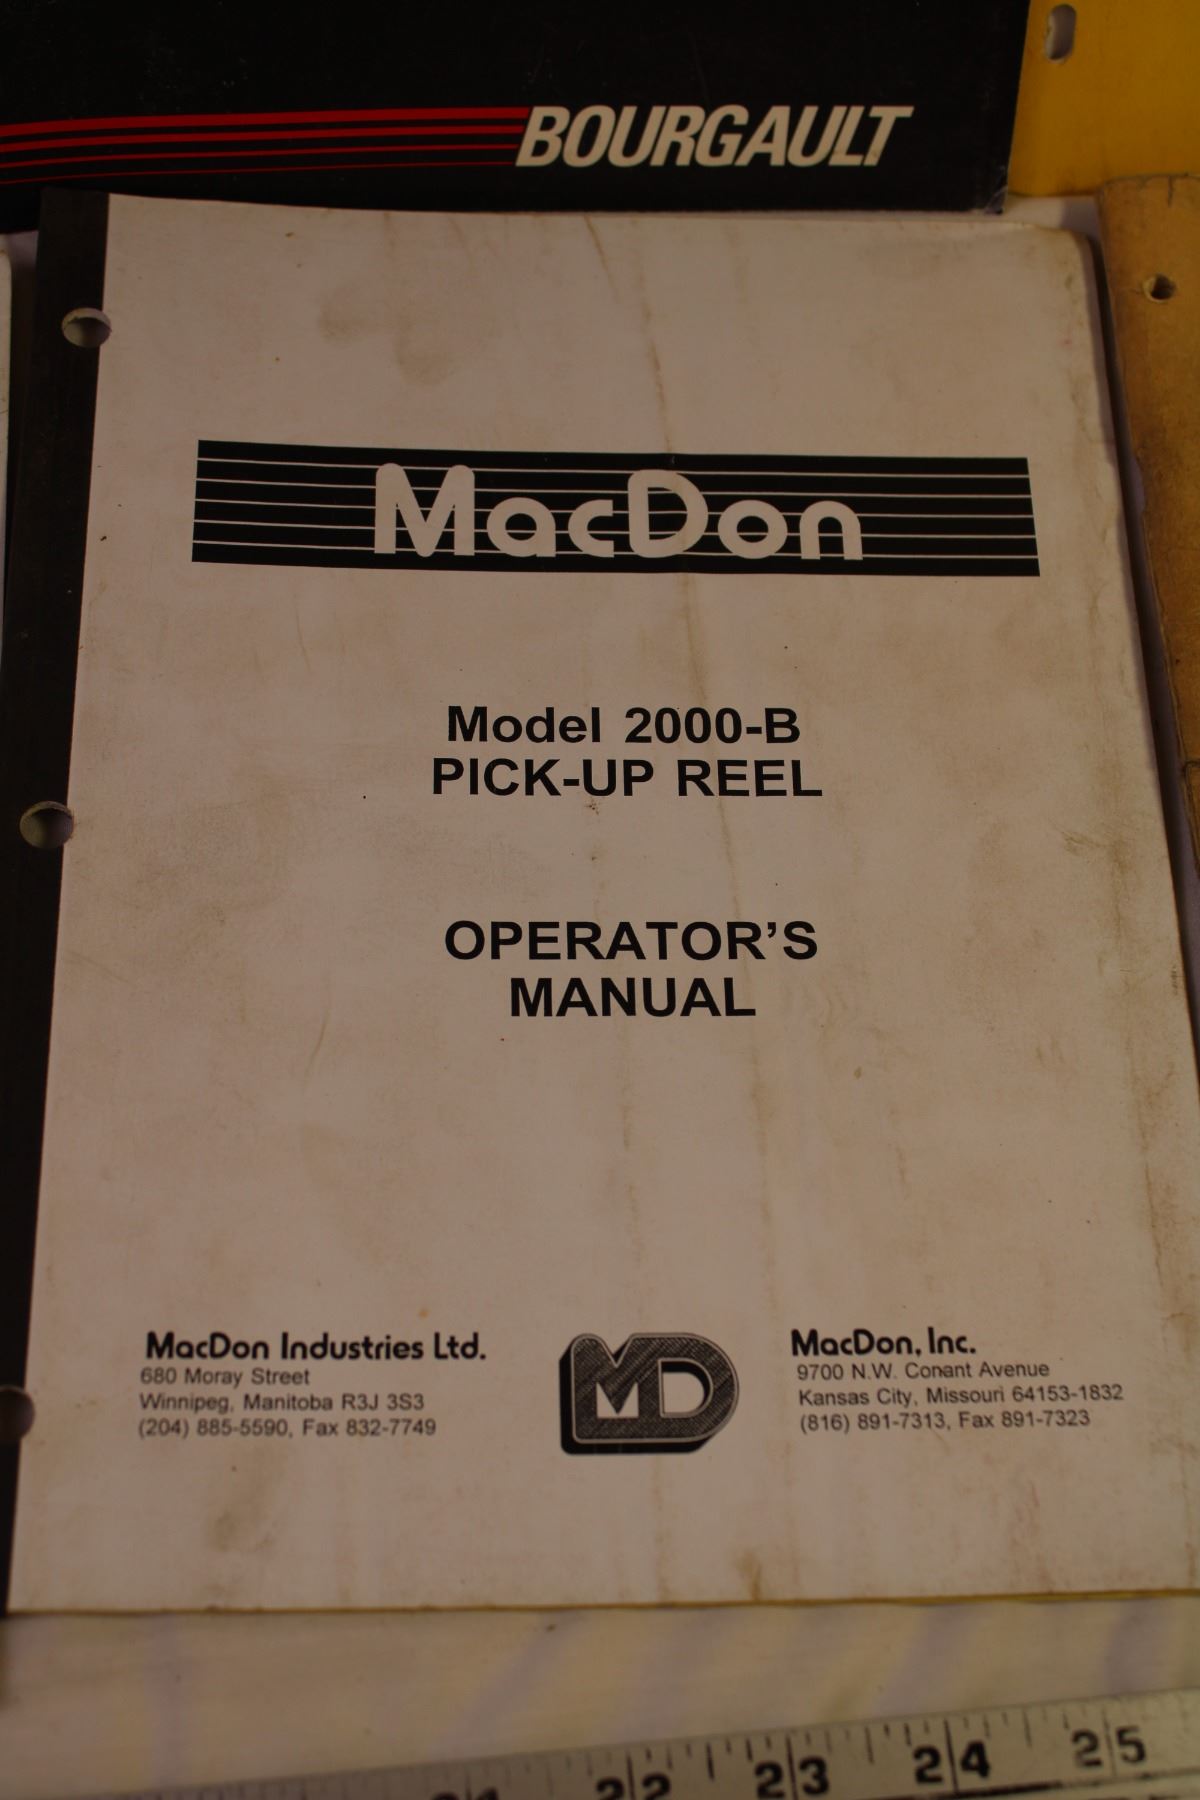 BOURGAULT
MacDon
Model 2000-B
PICK-UP REEL
OPERATOR'S
MANUAL
MacDon Industries Ltd.
680 Moray Street
Winnipeg, Manitoba R3J 3S3
(204) 885-5590, Fax 832-7749
MD
MacDon, Inc.
9700 N.W. Conant Avenue
Kansas City, Missouri 64153-1832
(816) 891-7313, Fax 891-7323
22 23 24 25